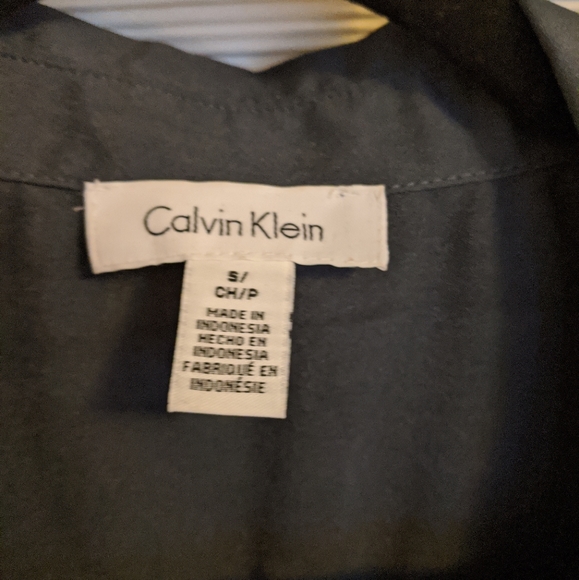 Calvin Klein
S/
CH/P
MADE IN
INDONESIA
HECHO EN
INDONESIA
FABRIQUÉ EN
INDONÉSIE